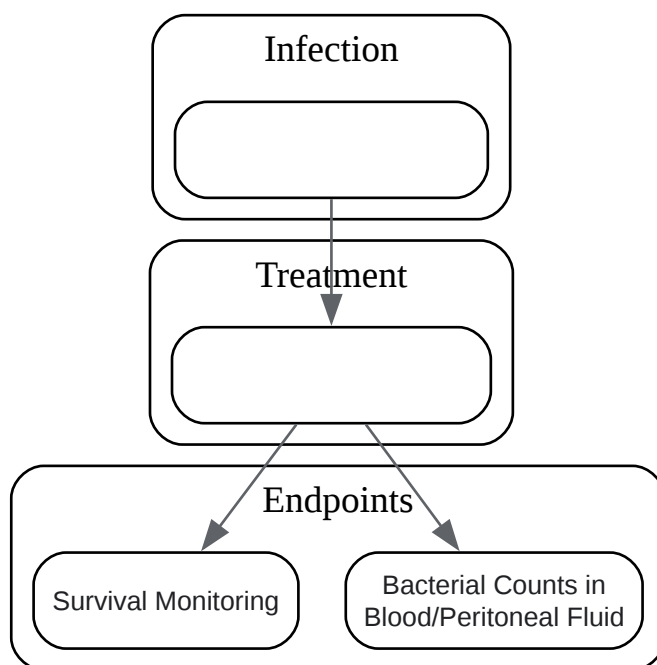 Infection
Treatment
Endpoints
Survival Monitoring
Bacterial Counts in
Blood/Peritoneal Fluid